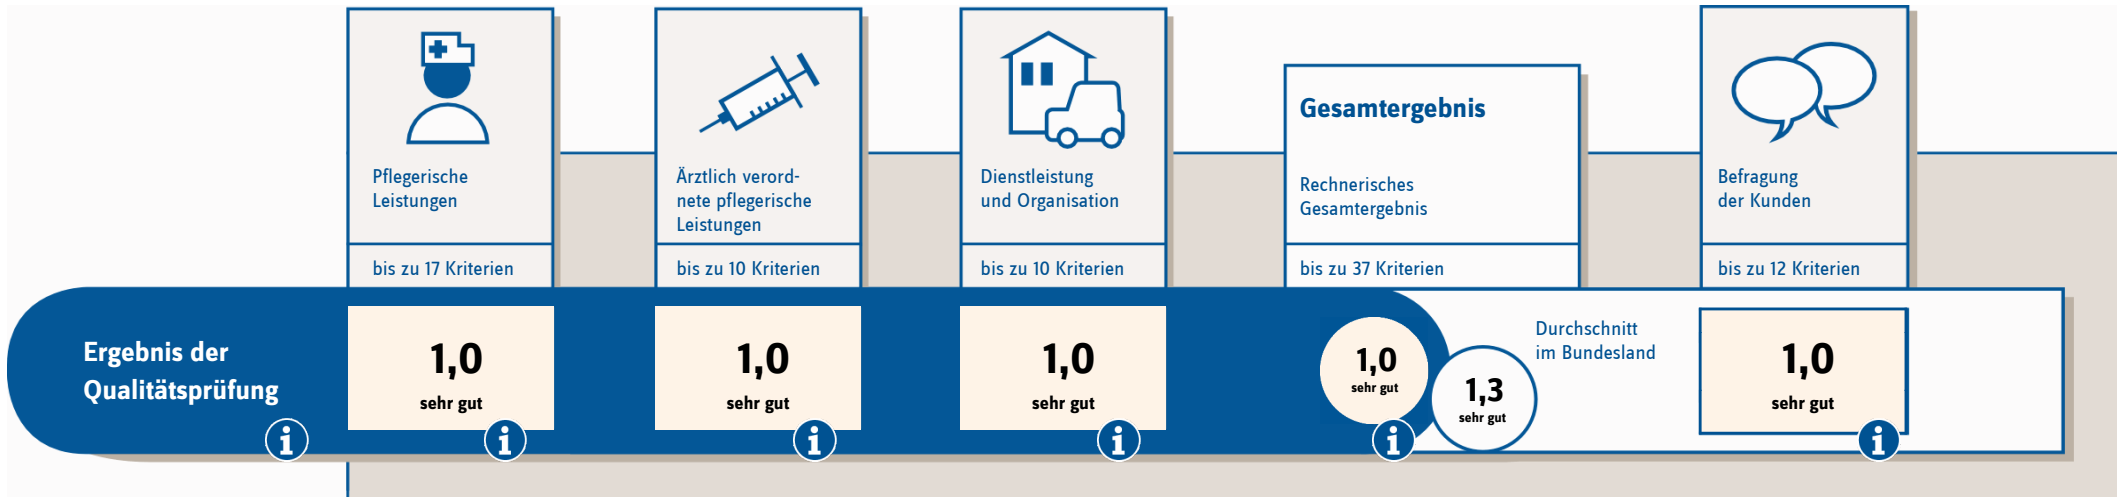 Pflegerische
Leistungen
bis zu 17 Kriterien
Ärztlich verord-
nete pflegerische
Leistungen
bis zu 10 Kriterien
Dienstleistung
und Organisation
bis zu 10 Kriterien
Gesamtergebnis
Rechnerisches
Gesamtergebnis
bis zu 37 Kriterien
Befragung
der Kunden
bis zu 12 Kriterien
Ergebnis der
Qualitätsprüfung
i
1,0
sehr gut
i
1,0
sehr gut
i
1,0
sehr gut
i
1,0
sehr gut
i
1,3
sehr gut
Durchschnitt
im Bundesland
1,0
sehr gut
i